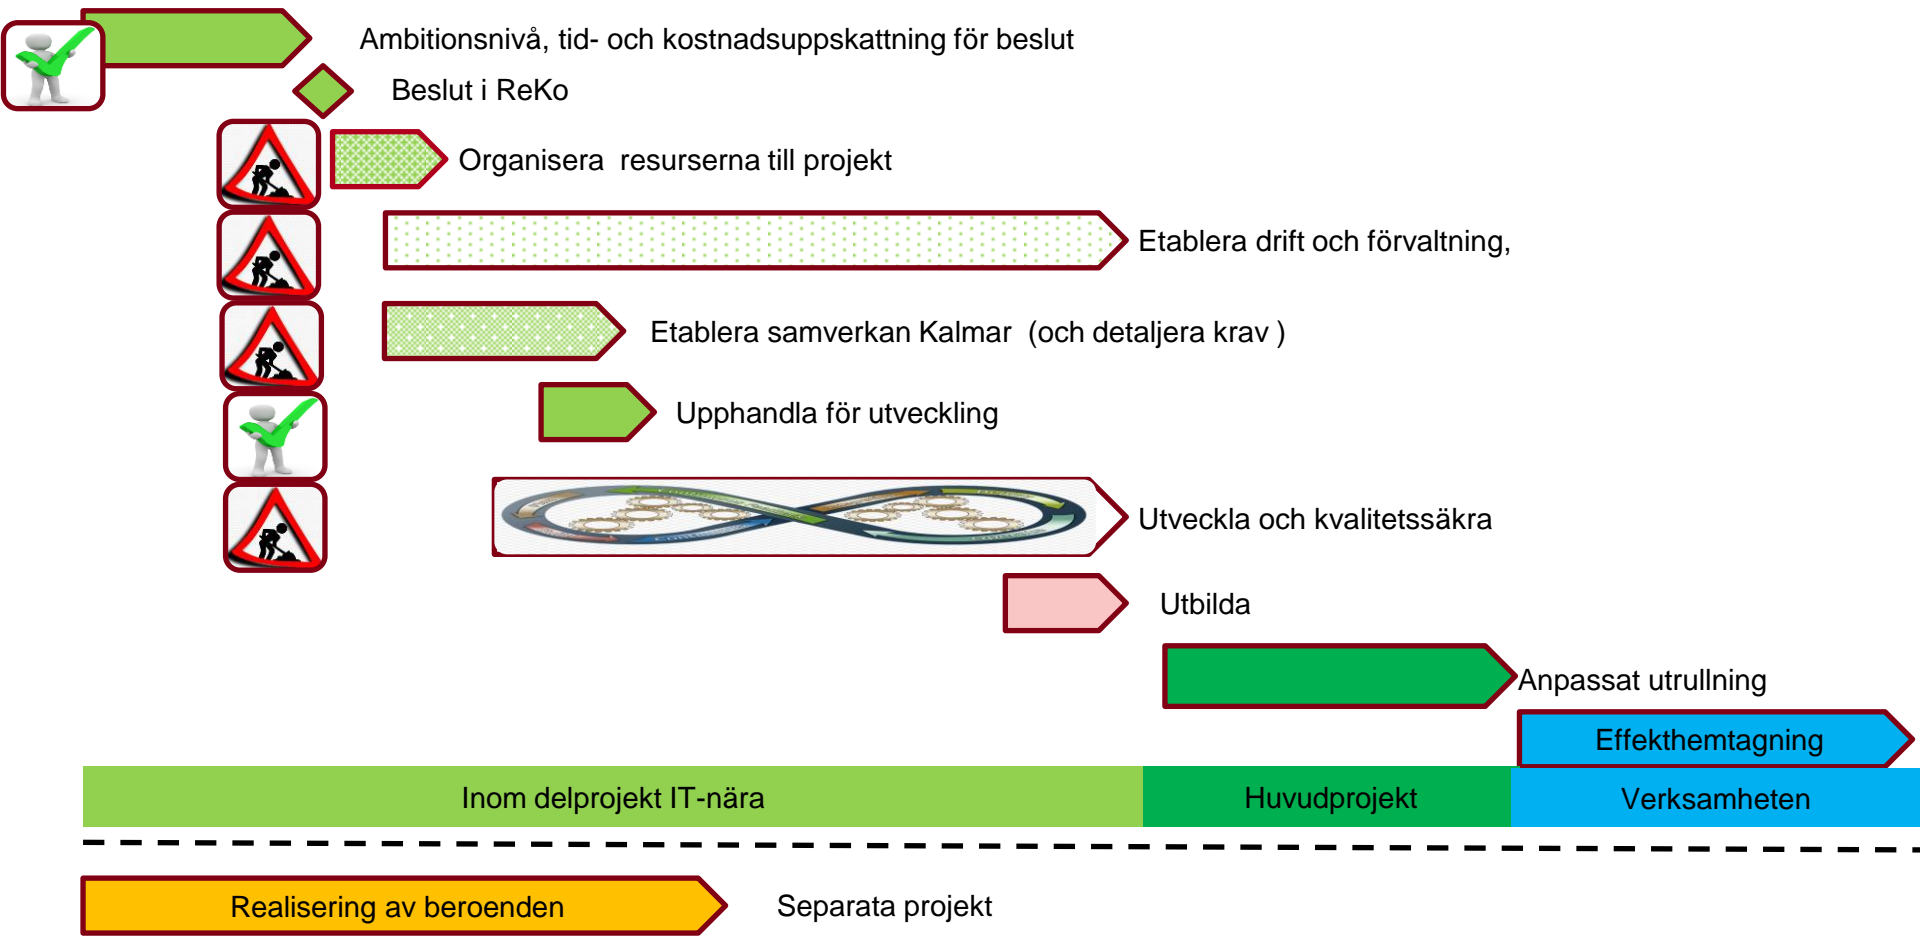 Ambitionsnivå, tid- och kostnadsuppskattning för beslut
Beslut i ReKo
Organisera  resurserna till projekt
Etablera drift och förvaltning,
Etablera samverkan Kalmar  (och detaljera krav )
Upphandla för utveckling
Utveckla och kvalitetssäkra
Utbilda
Anpassat utrullning
Effekthemtagning
Inom delprojekt IT-nära
Huvudprojekt
Verksamheten
Realisering av beroenden
Separata projekt